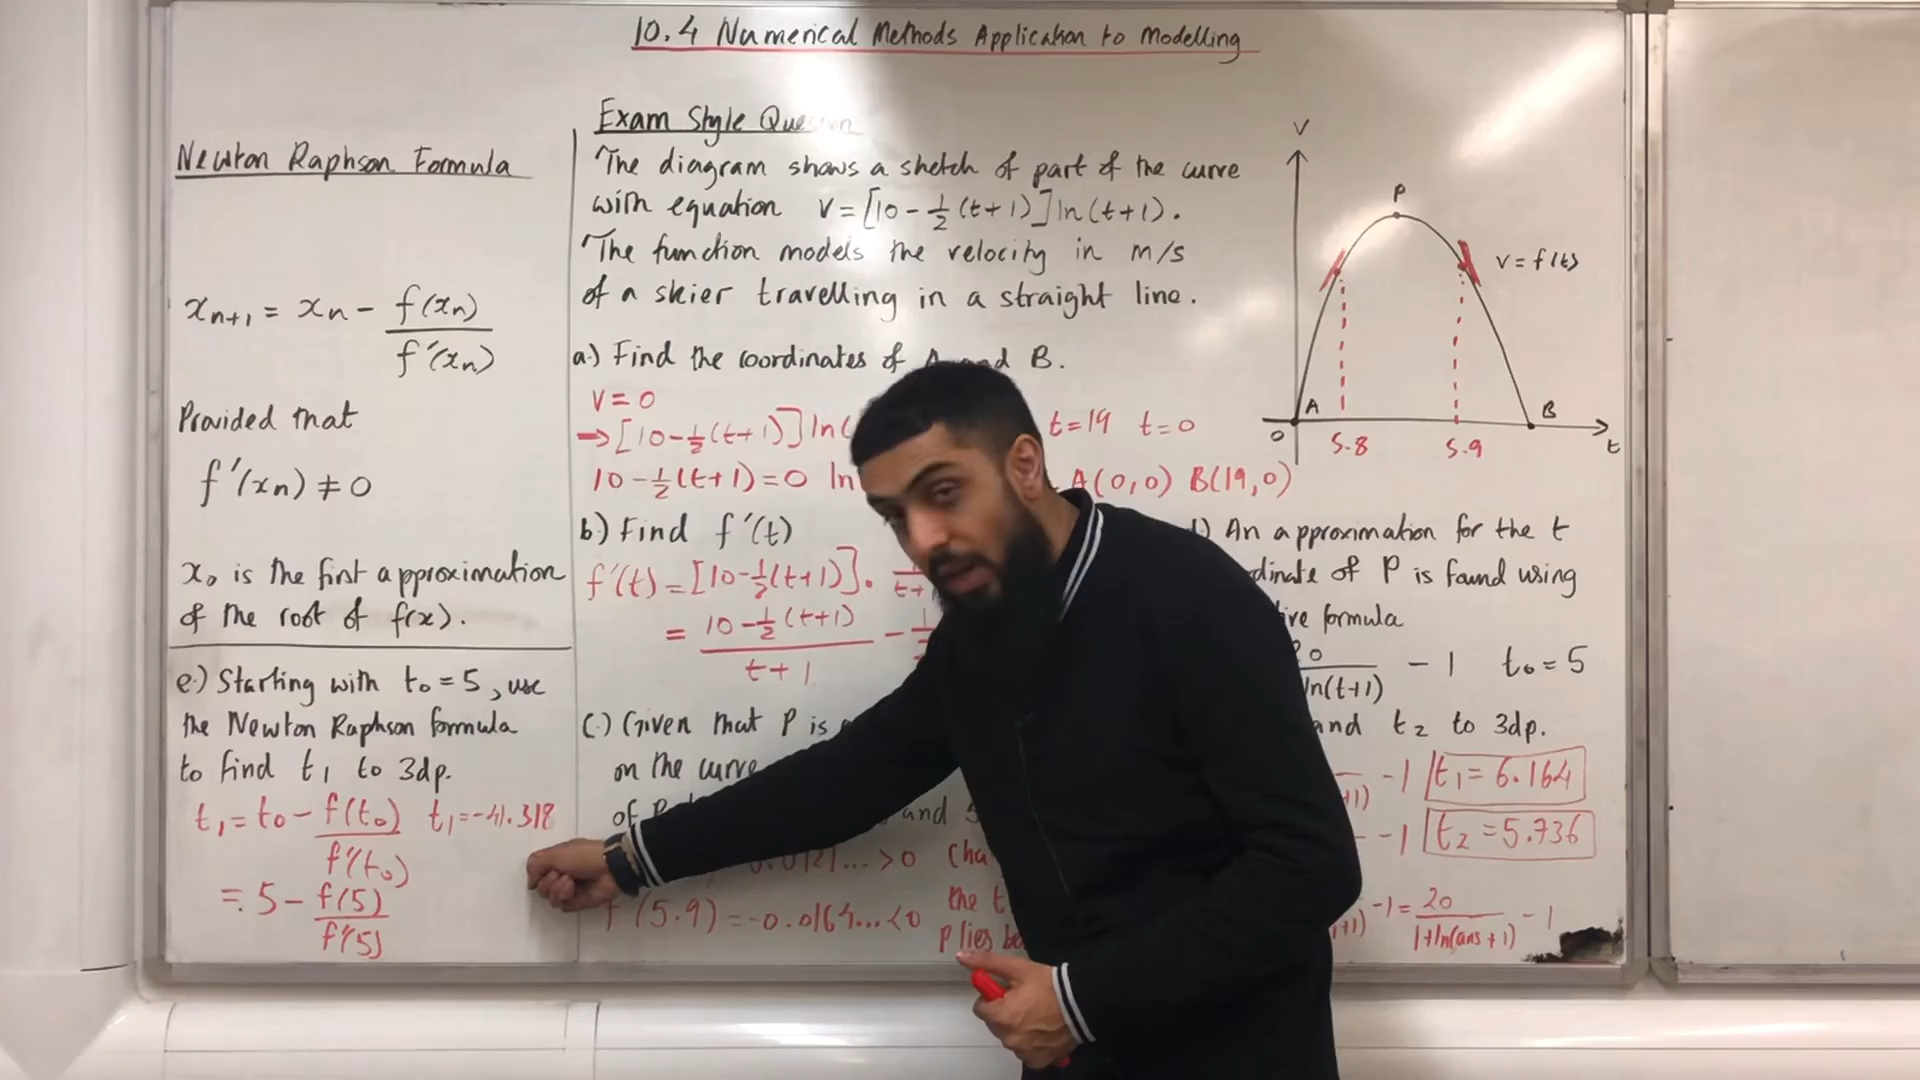 10.4 Numerical Methods Application to Modelling
Newton Raphson Formula
xₙ₊₁ = xₙ - f(xₙ) / f'(xₙ)
Provided that
f'(xₙ) ≠ 0
x₀ is the first approximation
of the root of f(x).
e.) Starting with t₀ = 5, use
the Newton Raphson formula
to find t₁ to 3dp.
t₁ = t₀ - f(t₀) / f'(t₀) t₁ = -41.318
= 5 - f(5) / f'(5)
Exam Style
The diagram shows a sketch of part of the curve
with equation V = [10 - 1/2 (t+1)] ln(t+1).
The function models the velocity in m/s
of a skier travelling in a straight line.
a.) Find the coordinates of A and B.
V = 0
⇒ [10 - 1/2 (t+1)] ln( t = 19 t = 0
10 - 1/2 (t+1) = 0 ln A(0,0) B(19,0)
b.) Find f'(t)
f'(t) = [10 - 1/2 (t+1)] ·
= 10 - 1/2 (t+1) / t+1 -
(c.) Given that P is
on the curve
of and
0.0121... > 0
(5.9) = -0.0164... < 0 the
P lies
V
P
V = f(t)
A
B
O
5.8
5.9
t
An approximation for the t
of P is found using
formula
ln(t+1) - 1 t₀ = 5
and t₂ to 3dp.
- 1 t₁ = 6.164
- 1 t₂ = 5.736
- 1 = 20 / 1+ln(ans+1) - 1